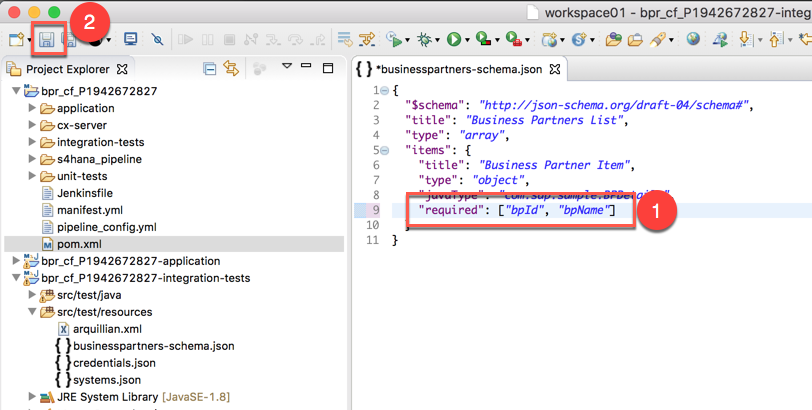 2
workspace01 - bpr_cf_P1942672827-integ
Project Explorer
bpr_cf_P1942672827
application
cx-server
integration-tests
s4hana_pipeline
unit-tests
Jenkinsfile
manifest.yml
pipeline_config.yml
pom.xml
bpr_cf_P1942672827-application
bpr_cf_P1942672827-integration-tests
src/test/java
src/test/resources
arquillian.xml
businesspartners-schema.json
credentials.json
systems.json
JRE System Library [JavaSE-1.8]
*businesspartners-schema.json
1 {
2 "$schema": "http://json-schema.org/draft-04/schema#",
3 "title": "Business Partners List",
4 "type": "array",
5 "items": {
6 "title": "Business Partner Item",
7 "type": "object",
8 "javaType": "com.sap.sample.BPDetails",
9 "required": ["bpId", "bpName"]
1
10
11 }